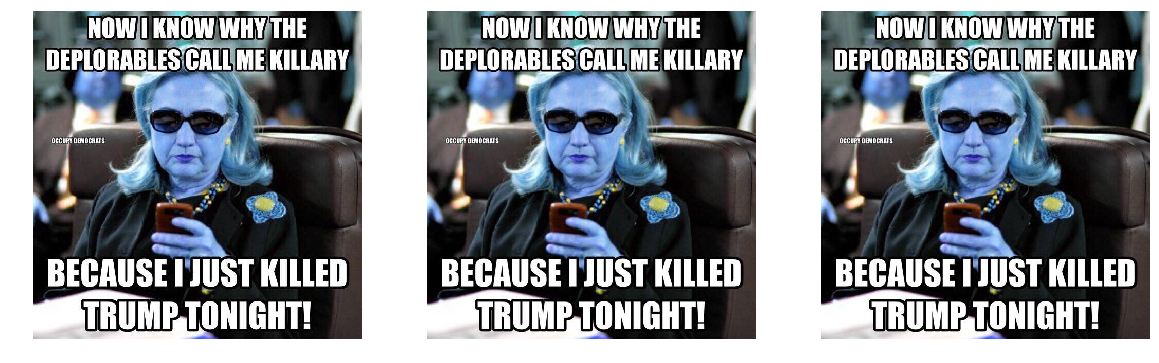 NOW I KNOW WHY THE
DEPLORABLES CALL ME KILLARY
OCCUPY DEMOCRATS
BECAUSE I JUST KILLED
TRUMP TONIGHT!
NOW I KNOW WHY THE
DEPLORABLES CALL ME KILLARY
OCCUPY DEMOCRATS
BECAUSE I JUST KILLED
TRUMP TONIGHT!
NOW I KNOW WHY THE
DEPLORABLES CALL ME KILLARY
OCCUPY DEMOCRATS
BECAUSE I JUST KILLED
TRUMP TONIGHT!